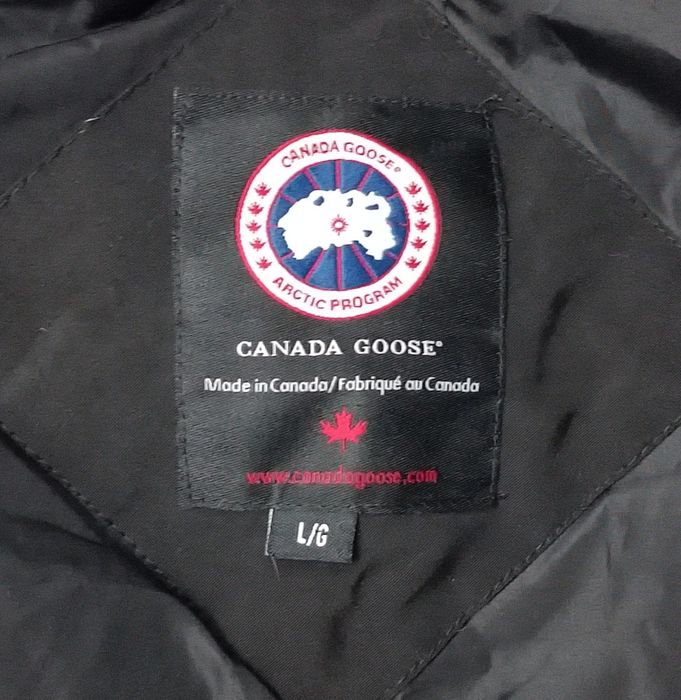 CANADA GOOSE®
ARCTIC PROGRAM
CANADA GOOSE®
Made in Canada/Fabriqué au Canada
www.canadagoose.com
L/G